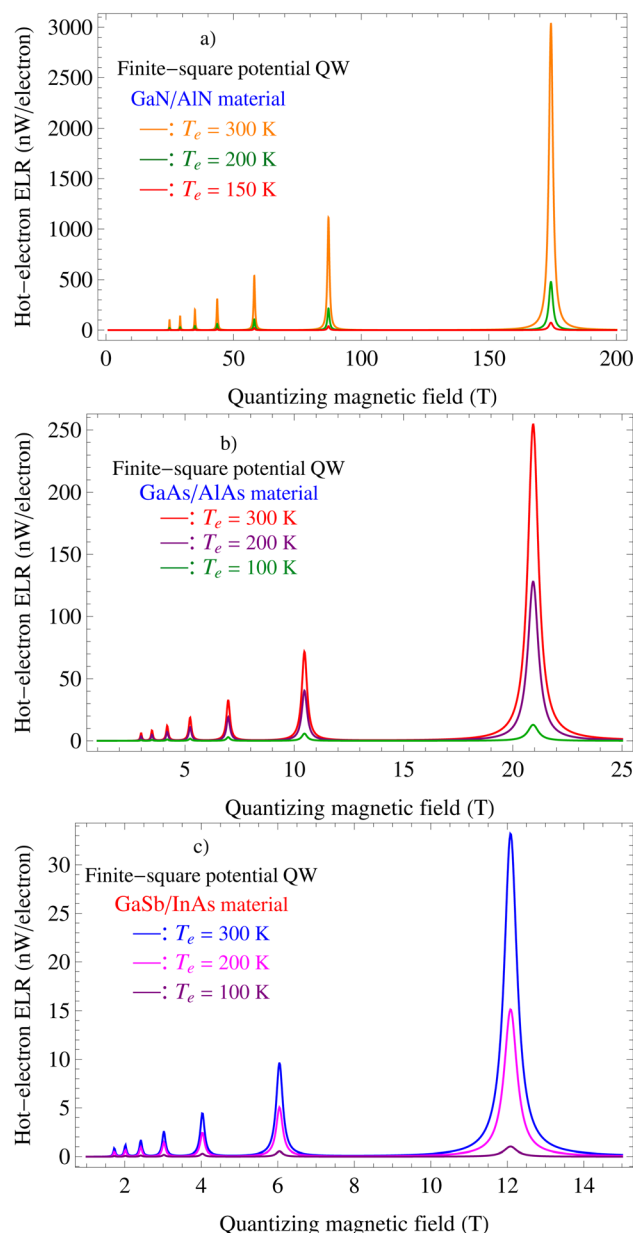 a)
Finite−square potential QW
GaN/AlN material
: Te = 300 K
: Te = 200 K
: Te = 150 K
Hot−electron ELR (nW/electron)
3000
2500
2000
1500
1000
500
0
0 50 100 150 200
Quantizing magnetic field (T)
b)
Finite−square potential QW
GaAs/AlAs material
: Te = 300 K
: Te = 200 K
: Te = 100 K
Hot−electron ELR (nW/electron)
250
200
150
100
50
0
5 10 15 20 25
Quantizing magnetic field (T)
c)
Finite−square potential QW
GaSb/InAs material
: Te = 300 K
: Te = 200 K
: Te = 100 K
Hot−electron ELR (nW/electron)
30
25
20
15
10
5
0
2 4 6 8 10 12 14
Quantizing magnetic field (T)